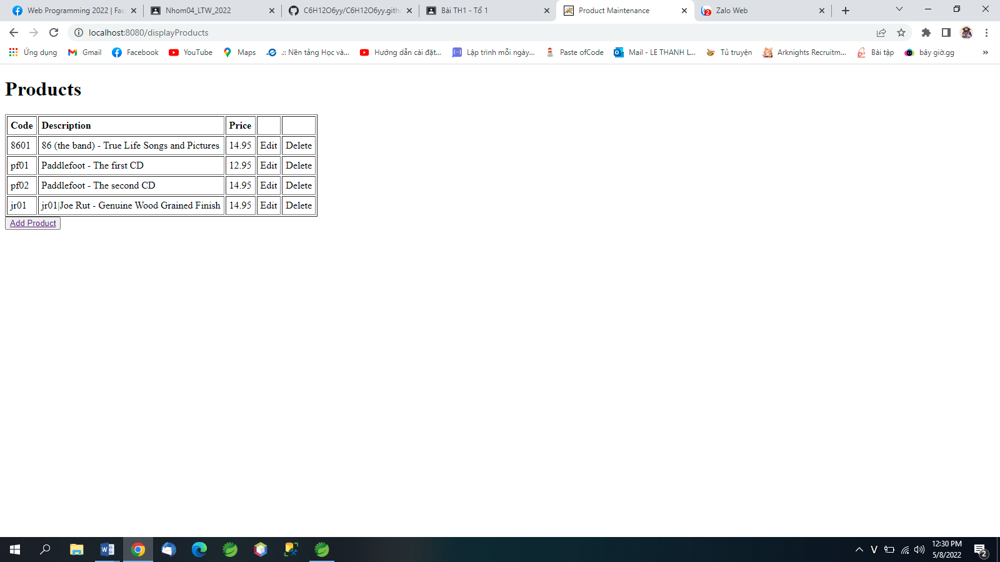 Web Programming 2022 | Fac
Nhom04_LTW_2022
C6H12O6yy/C6H12O6yy.gith
Bài TH1 - Tổ 1
Product Maintenance
2
Zalo Web
localhost:8080/displayProducts
Ứng dụng
Gmail
Facebook
YouTube
Maps
.:: Nền tảng Học và...
Hướng dẫn cài đặt...
Lập trình mỗi ngày...
Paste ofCode
Mail - LE THANH L...
Tủ truyện
Arknights Recruitm...
Bài tập
bây giờ.gg
»
Products
Code Description Price
8601 86 (the band) - True Life Songs and Pictures 14.95 Edit Delete
pf01 Paddlefoot - The first CD 12.95 Edit Delete
pf02 Paddlefoot - The second CD 14.95 Edit Delete
jr01 jr01|Joe Rut - Genuine Wood Grained Finish 14.95 Edit Delete
Add Product
V
12:30 PM
5/8/2022
2